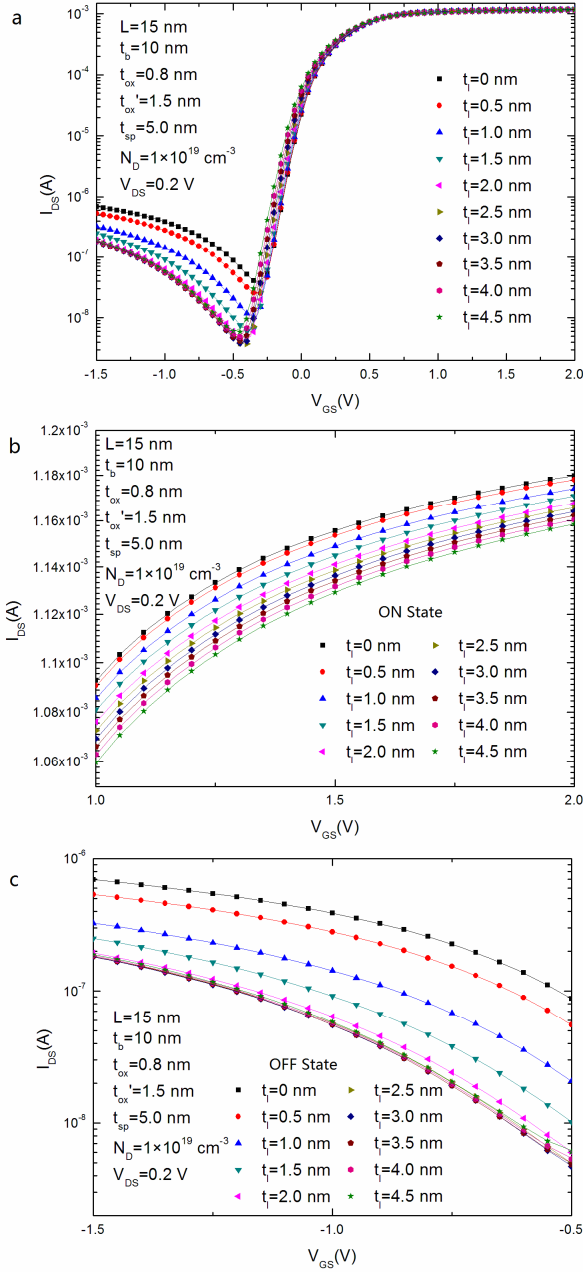 a
L=15 nm
t_b=10 nm
t_ox=0.8 nm
t_ox'=1.5 nm
t_sp=5.0 nm
N_D=1×10^19 cm^-3
V_DS=0.2 V
t_l=0 nm
t_l=0.5 nm
t_l=1.0 nm
t_l=1.5 nm
t_l=2.0 nm
t_l=2.5 nm
t_l=3.0 nm
t_l=3.5 nm
t_l=4.0 nm
t_l=4.5 nm
10^-3
10^-4
10^-5
10^-6
10^-7
10^-8
I_DS(A)
-1.5 -1.0 -0.5 0.0 0.5 1.0 1.5 2.0
V_GS(V)
b
L=15 nm
t_b=10 nm
t_ox=0.8 nm
t_ox'=1.5 nm
t_sp=5.0 nm
N_D=1×10^19 cm^-3
V_DS=0.2 V
ON State
t_l=0 nm t_l=2.5 nm
t_l=0.5 nm t_l=3.0 nm
t_l=1.0 nm t_l=3.5 nm
t_l=1.5 nm t_l=4.0 nm
t_l=2.0 nm t_l=4.5 nm
1.2x10^-3
1.18x10^-3
1.16x10^-3
1.14x10^-3
1.12x10^-3
1.1x10^-3
1.08x10^-3
1.06x10^-3
I_DS(A)
1.0 1.5 2.0
V_GS(V)
c
10^-6
10^-7
10^-8
I_DS(A)
L=15 nm
t_b=10 nm
t_ox=0.8 nm
t_ox'=1.5 nm
t_sp=5.0 nm
N_D=1×10^19 cm^-3
V_DS=0.2 V
OFF State
t_l=0 nm t_l=2.5 nm
t_l=0.5 nm t_l=3.0 nm
t_l=1.0 nm t_l=3.5 nm
t_l=1.5 nm t_l=4.0 nm
t_l=2.0 nm t_l=4.5 nm
-1.5 -1.0 -0.5
V_GS(V)